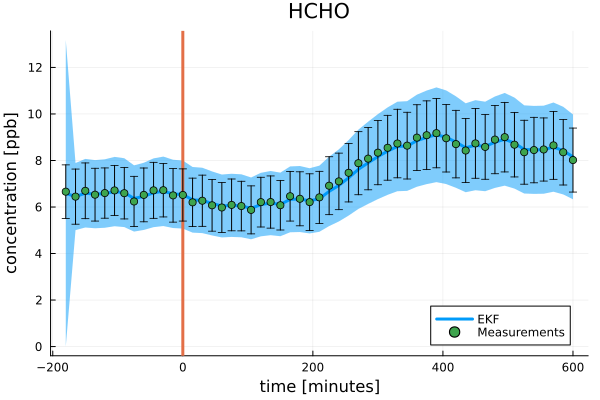 HCHO
concentration [ppb]
12
10
8
6
4
2
0
−200
0
200
400
600
time [minutes]
EKF
Measurements